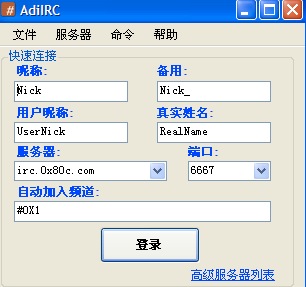 # AdiIRC
文件 服务器 命令 帮助
快速连接
昵称: 备用:
Nick Nick_
用户昵称: 真实姓名:
UserNick RealName
服务器: 端口:
irc.0x80c.com 6667
自动加入频道:
#0X1
登录
高级服务器列表